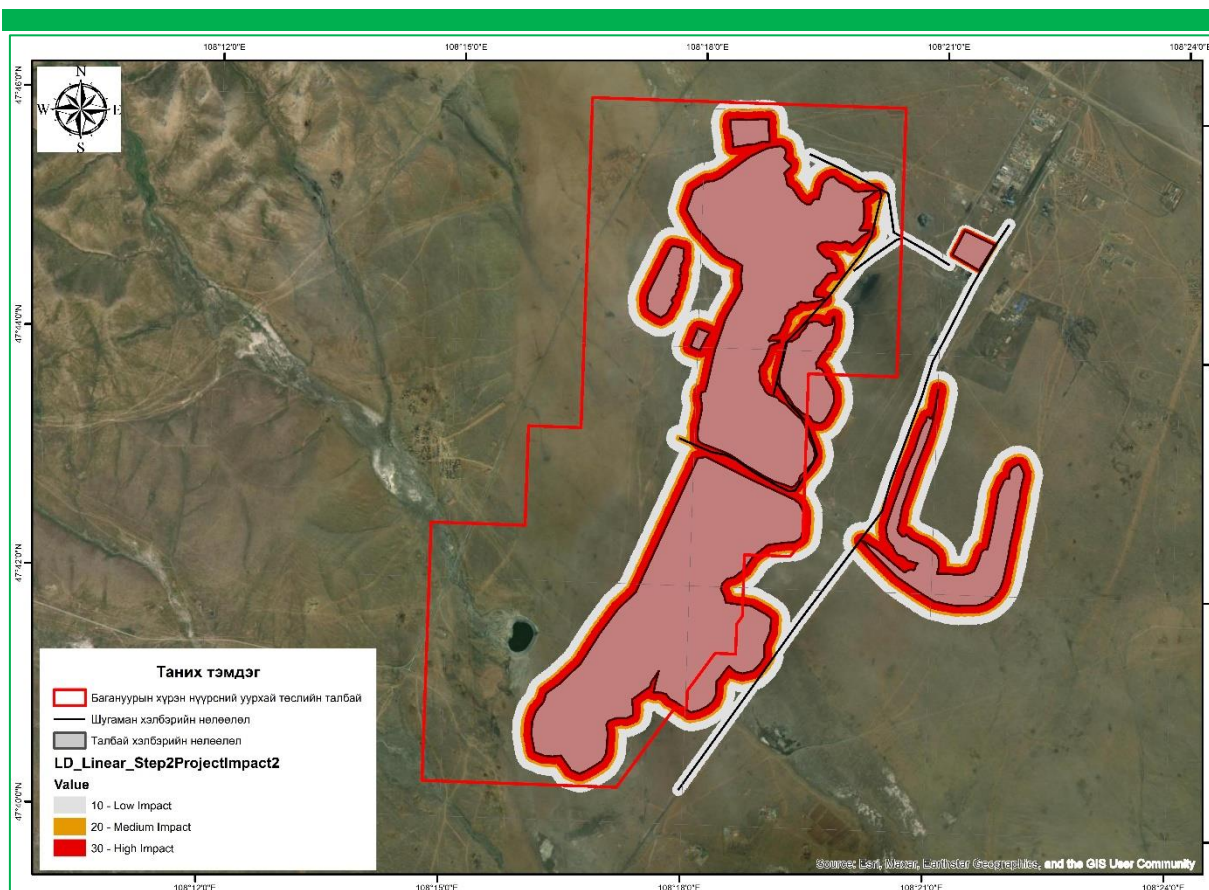 108°12'0"E 108°15'0"E 108°18'0"E 108°21'0"E 108°24'0"E
47°46'0"N
N
W E
S
47°44'0"N
47°42'0"N
Таних тэмдэг
Багануурын хүрэн нүүрсний уурхай төслийн талбай
Шугаман хэлбэрийн нөлөөлөл
Талбай хэлбэрийн нөлөөлөл
LD_Linear_Step2ProjectImpact2
Value
10 - Low Impact
20 - Medium Impact
30 - High Impact
47°40'0"N
Source: Esri, Maxar, Earthstar Geographics, and the GIS User Community
108°12'0"E 108°15'0"E 108°18'0"E 108°21'0"E 108°24'0"E